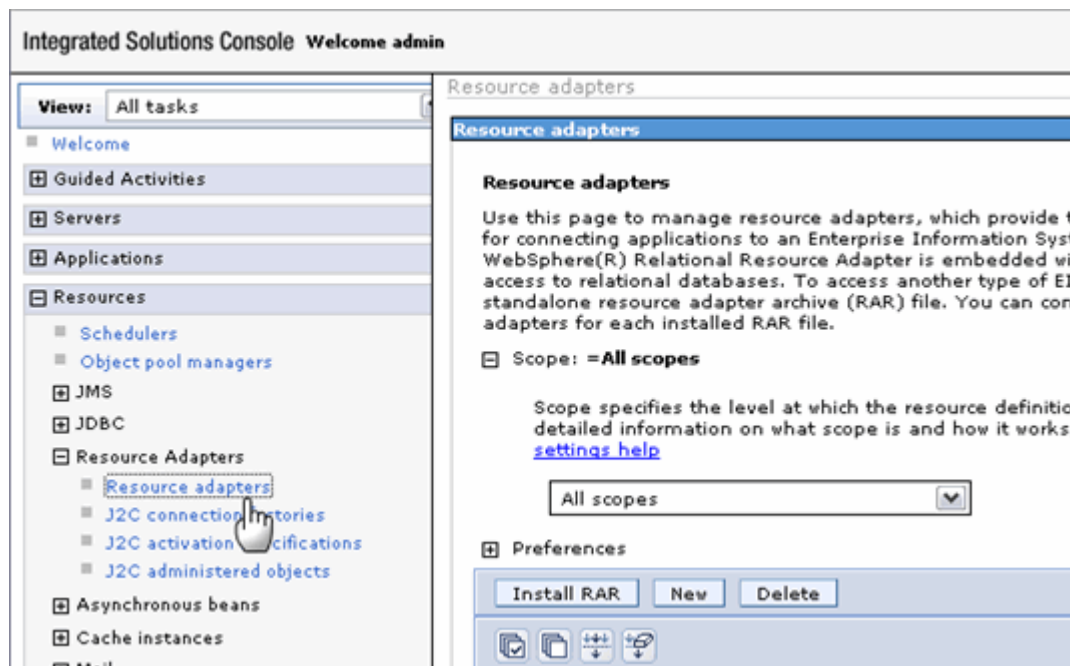 Integrated Solutions Console Welcome admin
View: All tasks
Welcome
Guided Activities
Servers
Applications
Resources
Schedulers
Object pool managers
JMS
JDBC
Resource Adapters
Resource adapters
J2C connection
J2C activation
J2C administered objects
Asynchronous beans
Cache instances
Resource adapters
Resource adapters
Resource adapters
Use this page to manage resource adapters, which provide
for connecting applications to an Enterprise Information
WebSphere(R) Relational Resource Adapter is embedded
access to relational databases. To access another type of
standalone resource adapter archive (RAR) file. You can
adapters for each installed RAR file.
Scope: =All scopes
Scope specifies the level at which the resource
detailed information on what scope is and how it works
settings help
All scopes
Preferences
Install RAR New Delete